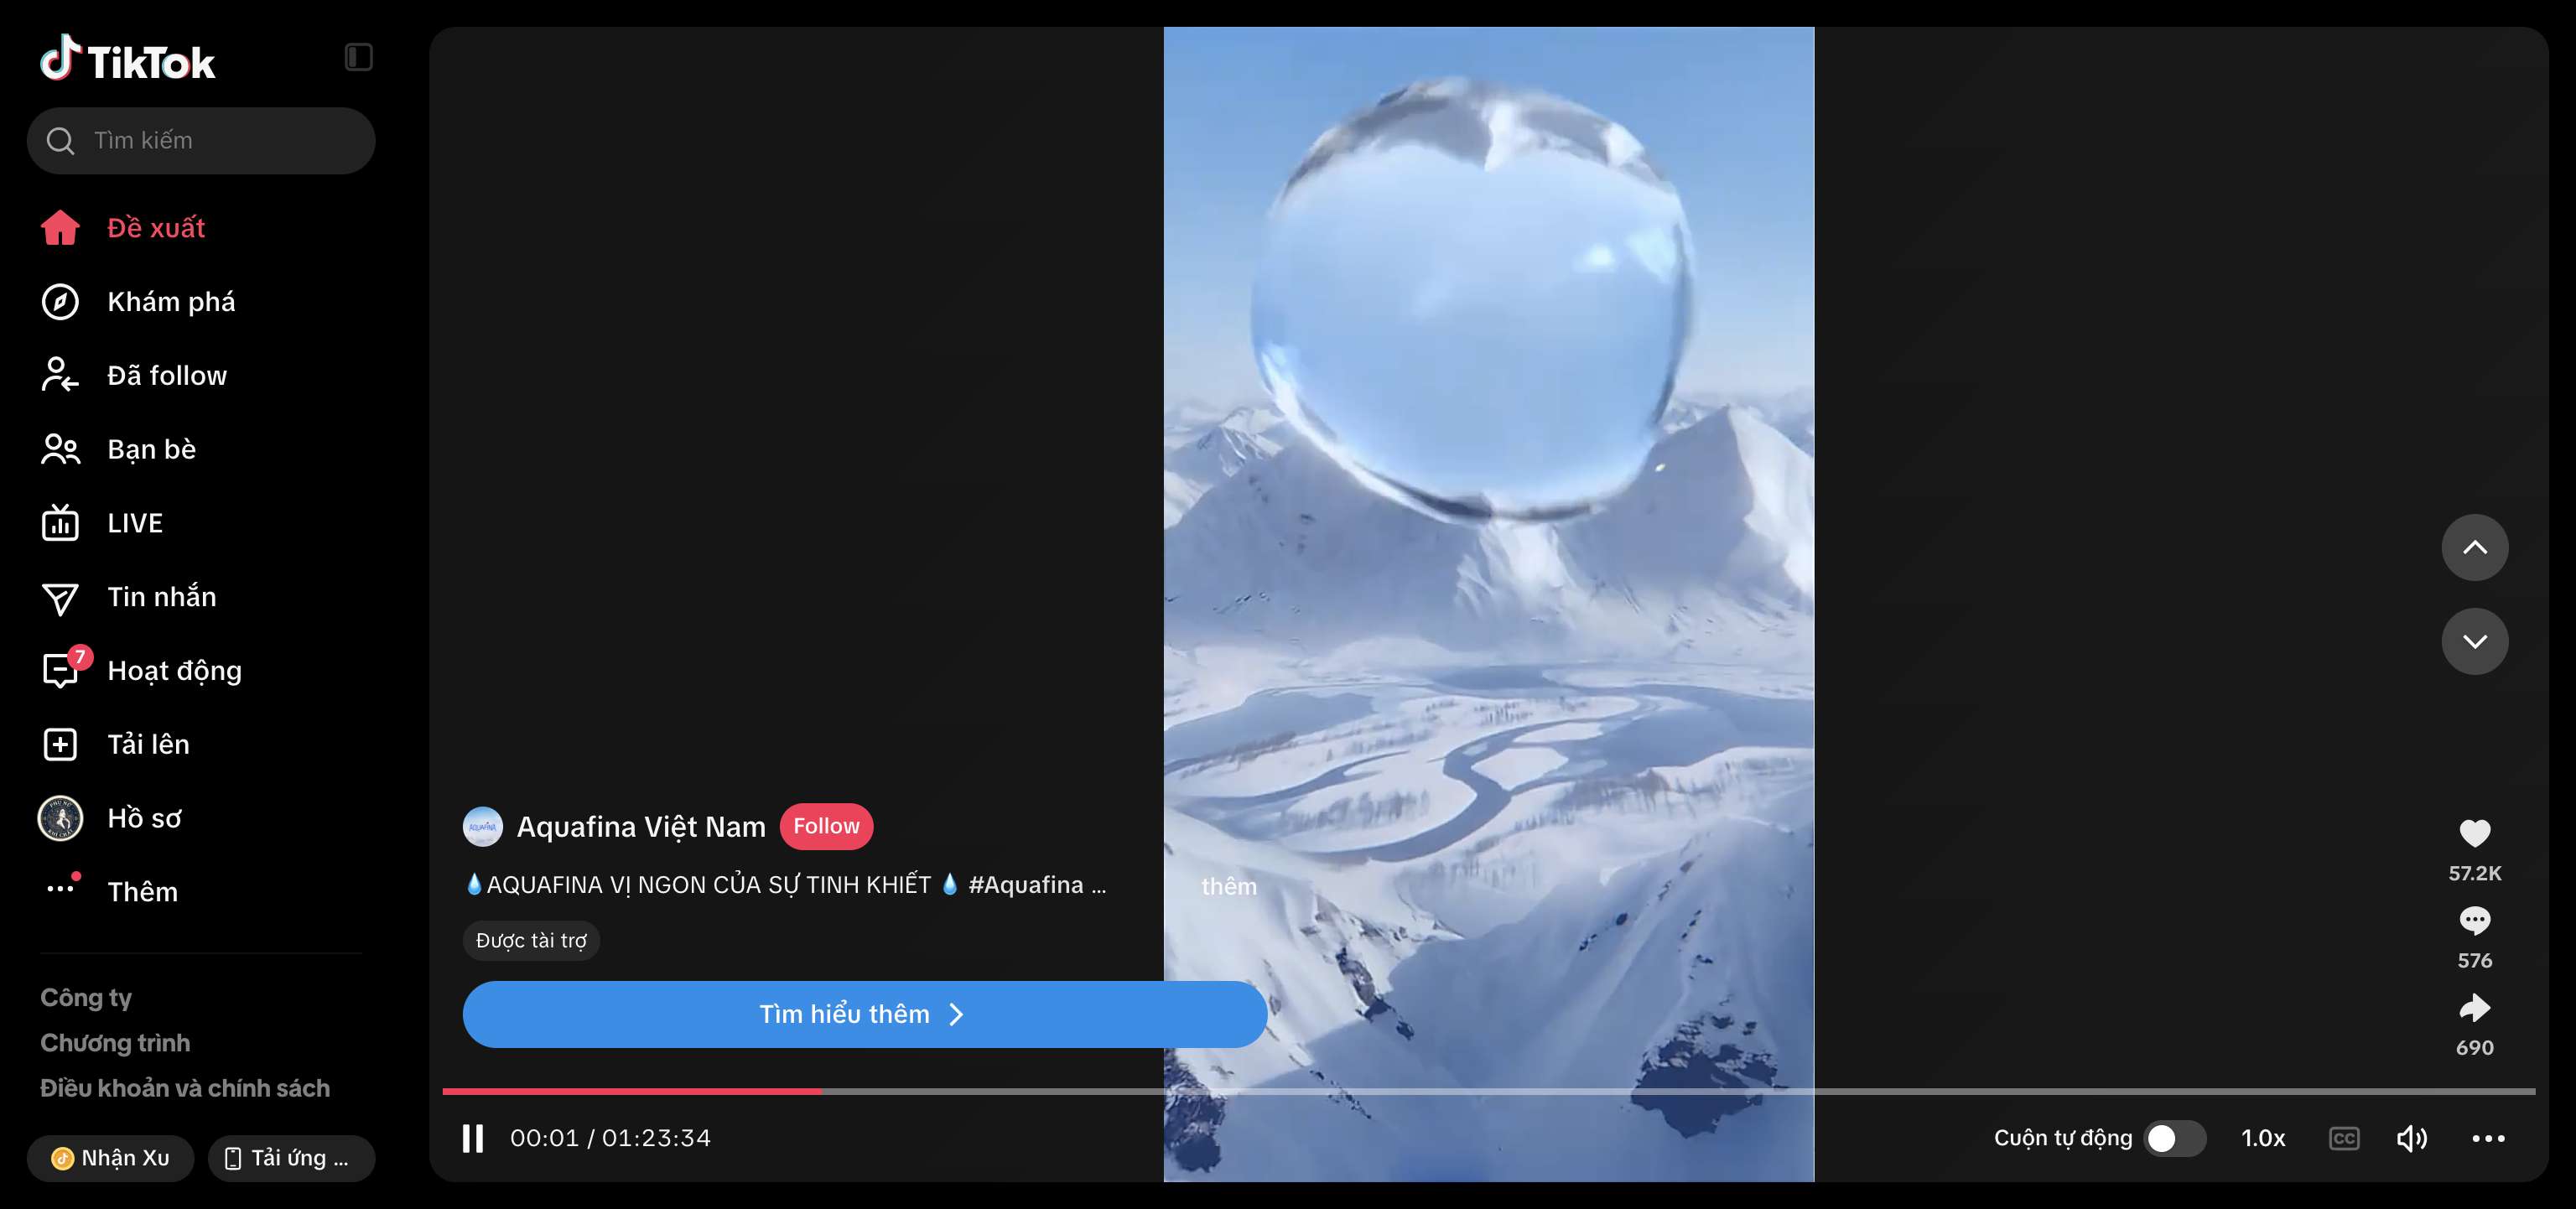 TikTok
Tìm kiếm
Đề xuất
Khám phá
Đã follow
Bạn bè
LIVE
Tin nhắn
7
Hoạt động
Tải lên
Hồ sơ
Thêm
Công ty
Chương trình
Điều khoản và chính sách
Nhận Xu
Tải ứng ...
AQUAFINA
Aquafina Việt Nam
Follow
💧AQUAFINA VỊ NGON CỦA SỰ TINH KHIẾT 💧 #Aquafina ...
thêm
Được tài trợ
Tìm hiểu thêm
57.2K
576
690
00:01 / 01:23:34
Cuộn tự động
1.0x
CC